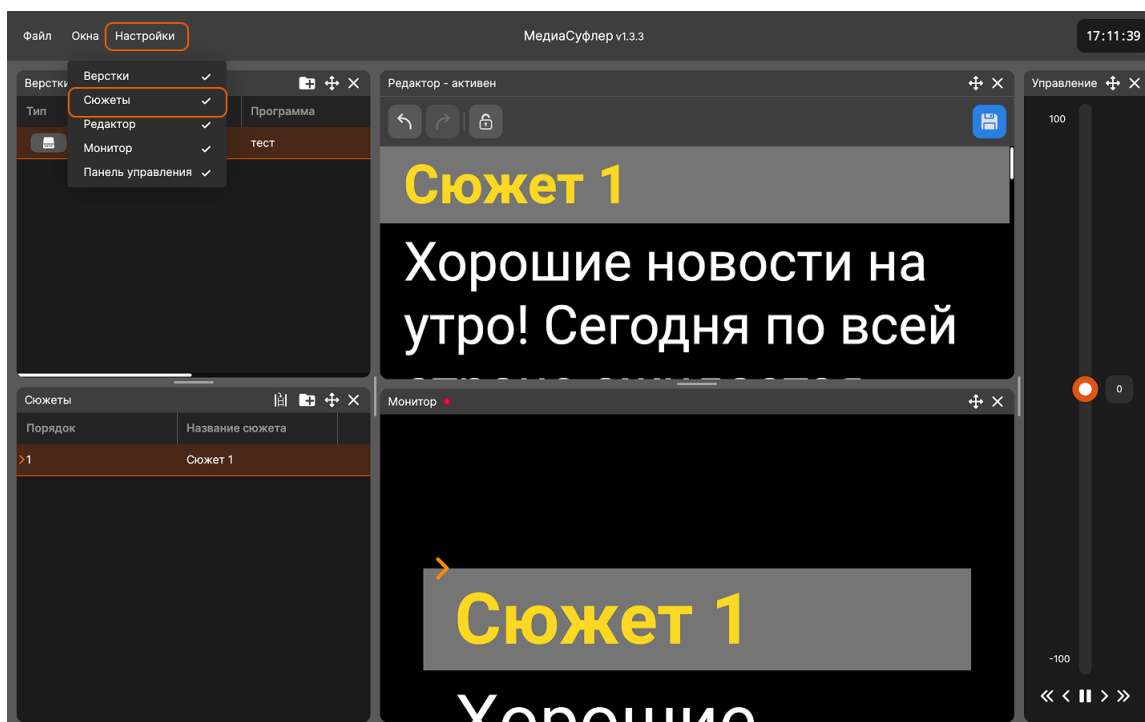 Файл Окна Настройки МедиаСуфлер v1.3.3 17:11:39
Верстки
Сюжеты
Редактор
Монитор
Панель управления
Верстки
Тип Программа
тест
Редактор - активен
Сюжет 1
Хорошие новости на
утро! Сегодня по всей
Управление
100
0
-100
Сюжеты
Порядок Название сюжета
1 Сюжет 1
Монитор
Сюжет 1
Хорошие